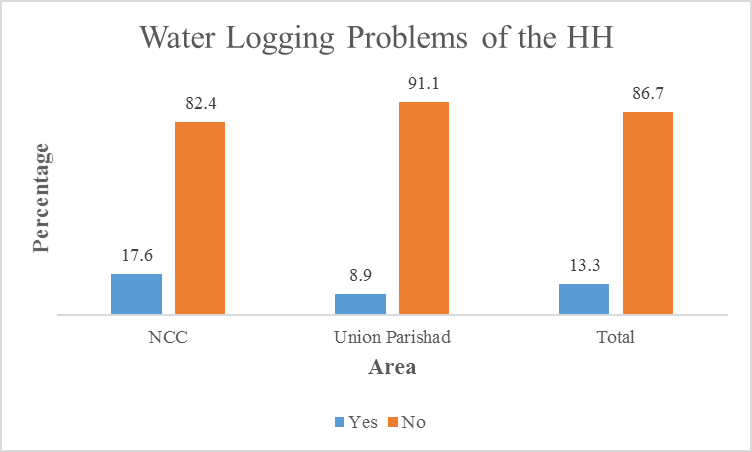 Water Logging Problems of the HH
Percentage
82.4
91.1
86.7
17.6
8.9
13.3
NCC
Union Parishad
Total
Area
Yes
No